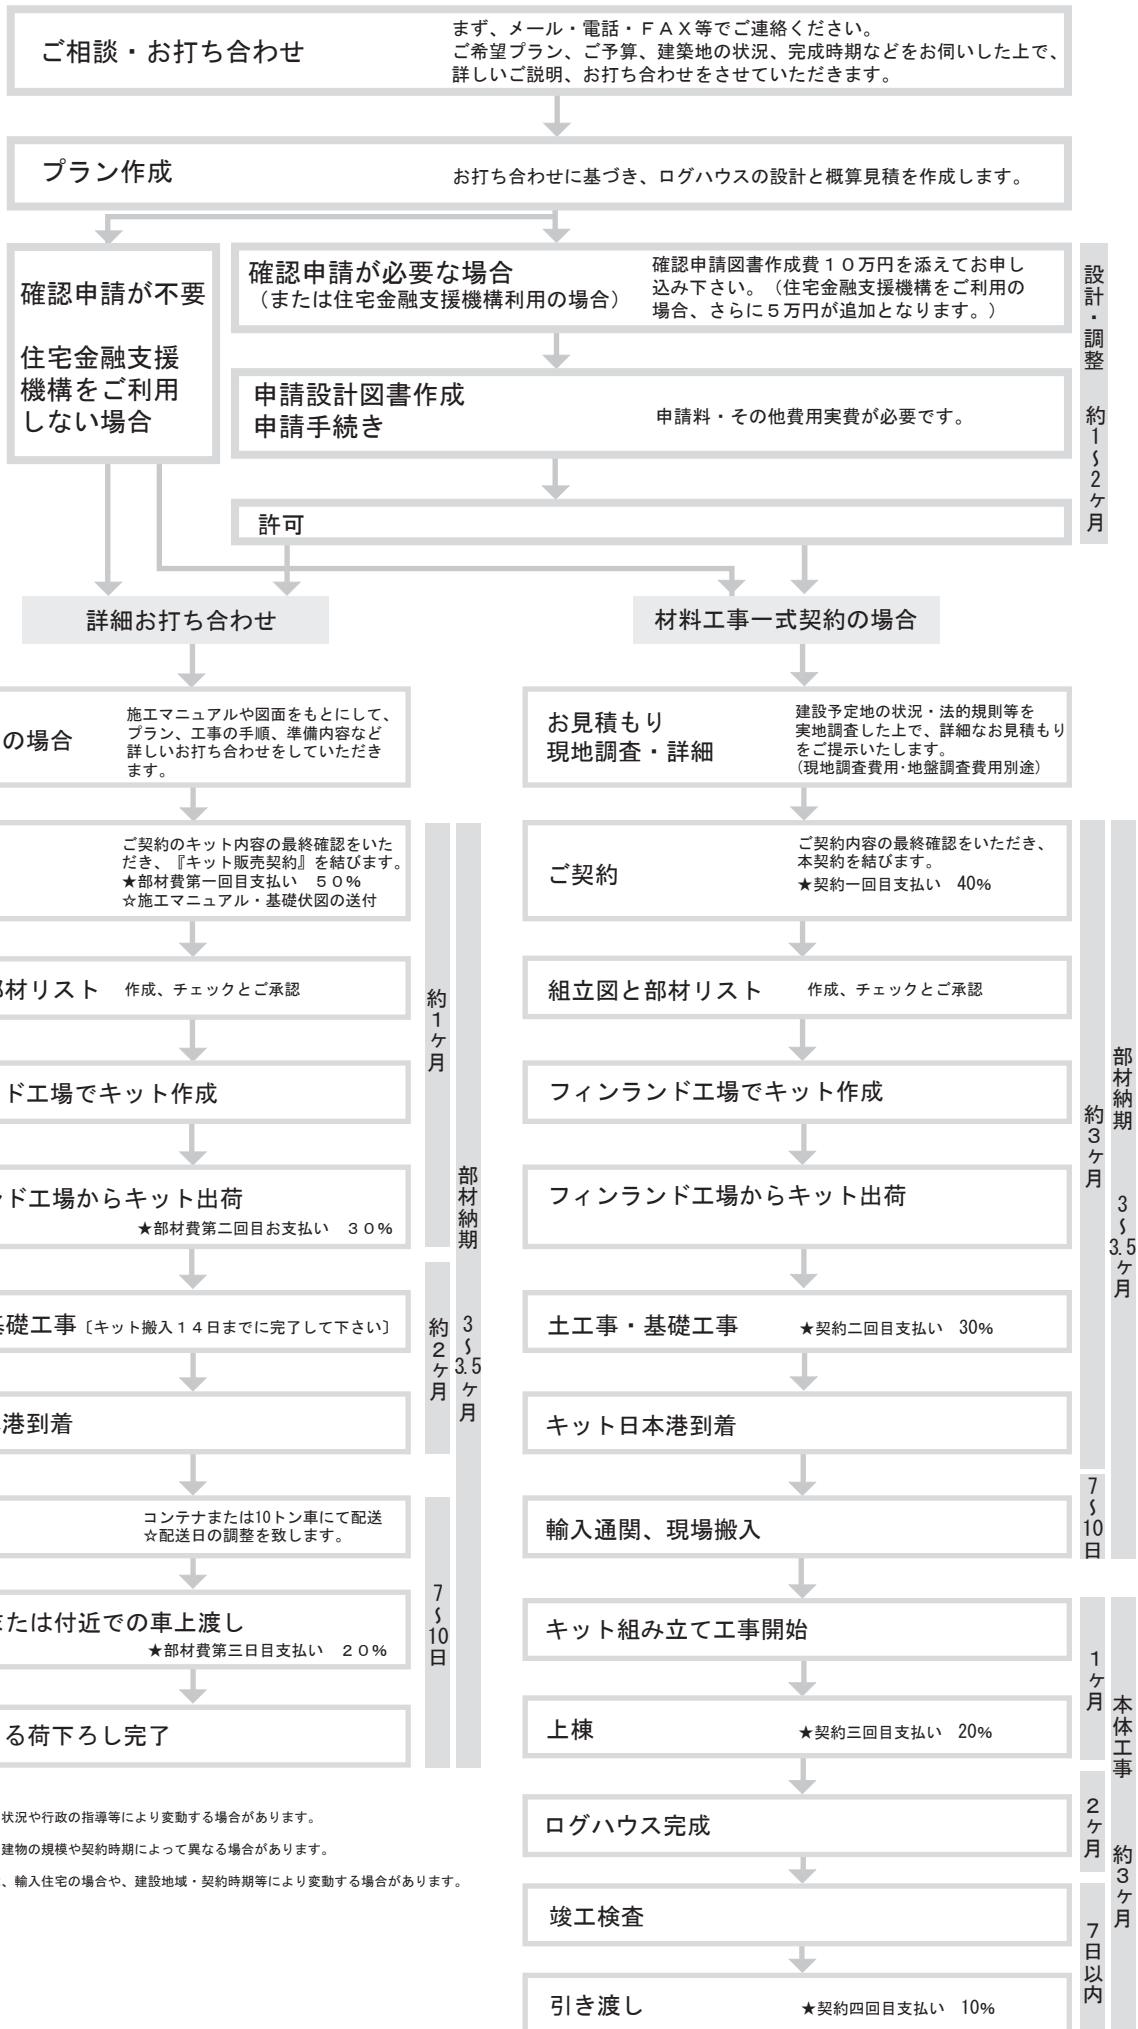 ご相談・お打ち合わせ
まず、メール・電話・ＦＡＸ等でご連絡ください。
ご希望プラン、ご予算、建築地の状況、完成時期などをお伺いした上で、
詳しいご説明、お打ち合わせをさせていただきます。
プラン作成
お打ち合わせに基づき、ログハウスの設計と概算見積を作成します。
確認申請が不要
住宅金融支援
機構をご利用
しない場合
確認申請が必要な場合
（または住宅金融支援機構利用の場合）
確認申請図書作成費１０万円を添えてお申し
込み下さい。（住宅金融支援機構をご利用の
場合、さらに５万円が追加となります。）
申請設計図書作成
申請手続き
申請料・その他費用実費が必要です。
許可
設計・調整　約1～2ヶ月
詳細お打ち合わせ
の場合
施工マニュアルや図面をもとにして、
プラン、工事の手順、準備内容など
詳しいお打ち合わせをしていただき
ます。
ご契約のキット内容の最終確認をいた
だき、『キット販売契約』を結びます。
★部材費第一回目支払い　５０％
☆施工マニュアル・基礎伏図の送付
部材リスト　作成、チェックとご承認
ド工場でキット作成
ンド工場からキット出荷
★部材費第二回目お支払い　３０％
基礎工事〔キット搬入１４日までに完了して下さい〕
港到着
コンテナまたは10トン車にて配送
☆配送日の調整を致します。
または付近での車上渡し
★部材費第三日目支払い　２０％
る荷下ろし完了
約1ヶ月
約2ヶ月
7～10日
部材納期　3～3.5ヶ月
状況や行政の指導等により変動する場合があります。
建物の規模や契約時期によって異なる場合があります。
、輸入住宅の場合や、建設地域・契約時期等により変動する場合があります。
材料工事一式契約の場合
お見積もり
現地調査・詳細
建設予定地の状況・法的規則等を
実地調査した上で、詳細なお見積もり
をご提示いたします。
（現地調査費用・地盤調査費用別途）
ご契約
ご契約内容の最終確認をいただき、
本契約を結びます。
★契約一回目支払い　40%
組立図と部材リスト　作成、チェックとご承認
フィンランド工場でキット作成
フィンランド工場からキット出荷
土工事・基礎工事　★契約二回目支払い　30%
キット日本港到着
輸入通関、現場搬入
キット組み立て工事開始
上棟　★契約三回目支払い　20%
ログハウス完成
竣工検査
引き渡し　★契約四回目支払い　10%
約3ヶ月
7～10日
部材納期　3～3.5ヶ月
1ヶ月
2ヶ月
7日以内
本体工事　約3ヶ月